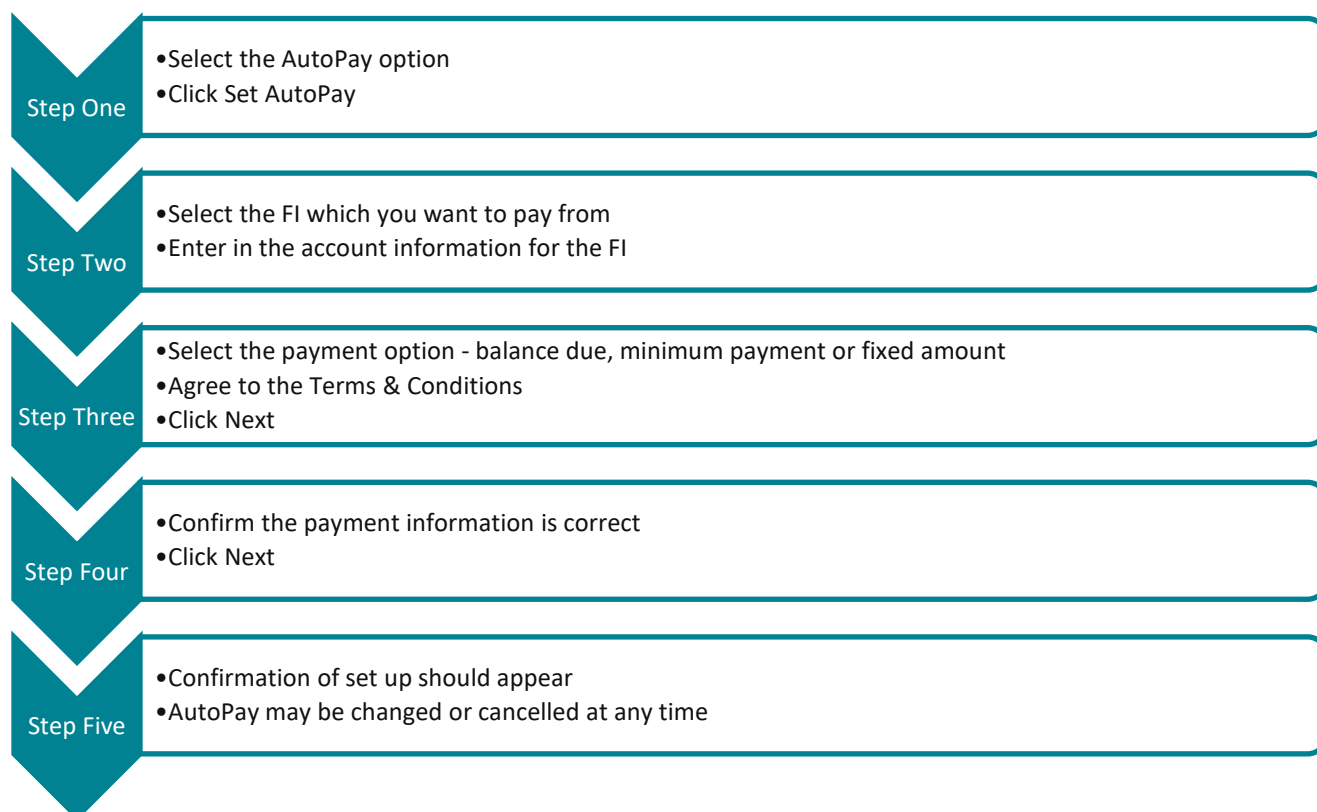 Step One
•Select the AutoPay option
•Click Set AutoPay
Step Two
•Select the FI which you want to pay from
•Enter in the account information for the FI
Step Three
•Select the payment option - balance due, minimum payment or fixed amount
•Agree to the Terms & Conditions
•Click Next
Step Four
•Confirm the payment information is correct
•Click Next
Step Five
•Confirmation of set up should appear
•AutoPay may be changed or cancelled at any time